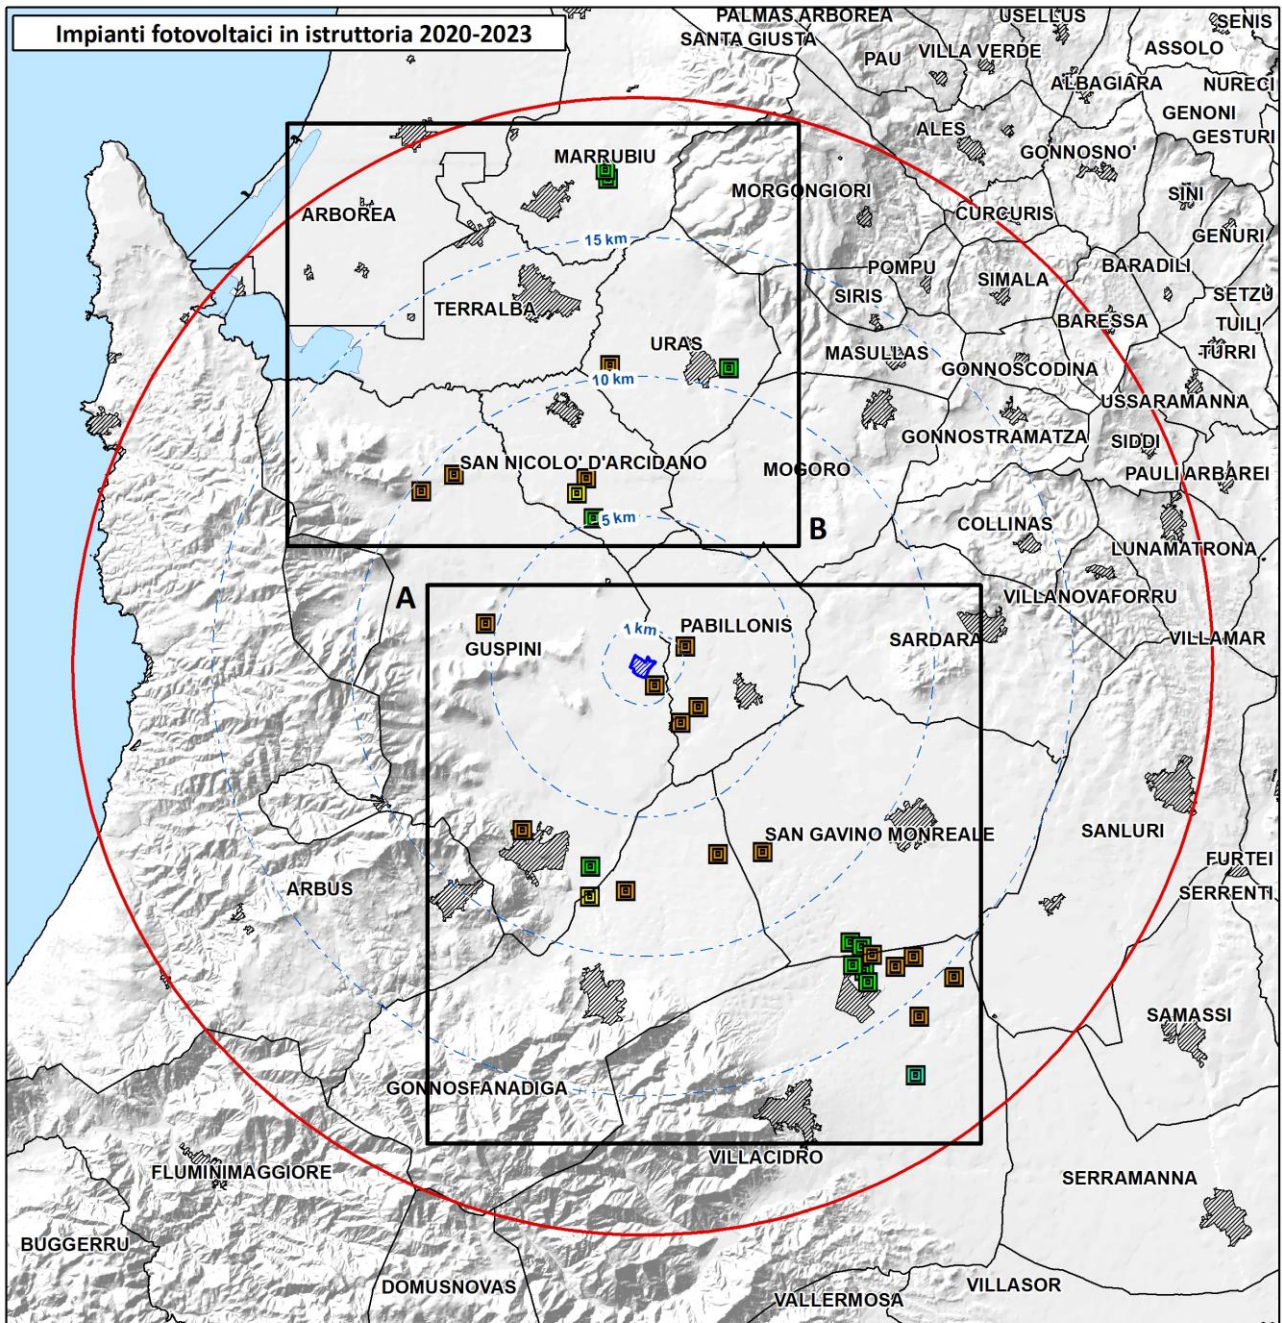 Impianti fotovoltaici in istruttoria 2020-2023
PALMAS ARBOREA
USELLUS
SENIS
SANTA GIUSTA
PAU
VILLA VERDE
ASSOLO
ALBAGIARA
NURECI
GENONI
ALES
GESTURI
GONNOSNO'
MARRUBIU
MORGONGIORI
SINI
ARBOREA
CURCURIS
GENURI
15 km
POMPU
SIMALA
BARADILI
SIRIS
SETZU
TERRALBA
BARESSA
TUILI
URAS
MASULLAS
TURRI
GONNOSCODINA
10 km
USSARAMANNA
GONNOSTRAMATZA
SIDDI
SAN NICOLO' D'ARCIDANO
MOGORO
PAULI ARBAREI
5 km
B
COLLINAS
LUNAMATRONA
A
VILLANOVAFORRU
1 km
PABILLONIS
SARDARA
VILLAMAR
GUSPINI
SAN GAVINO MONREALE
SANLURI
FURTEI
ARBUS
SERRENTI
SAMASSI
GONNOSFANADIGA
VILLACIDRO
FLUMINIMAGGIORE
SERRAMANNA
BUGGERRU
DOMUSNOVAS
VILLASOR
VALLERMOSA